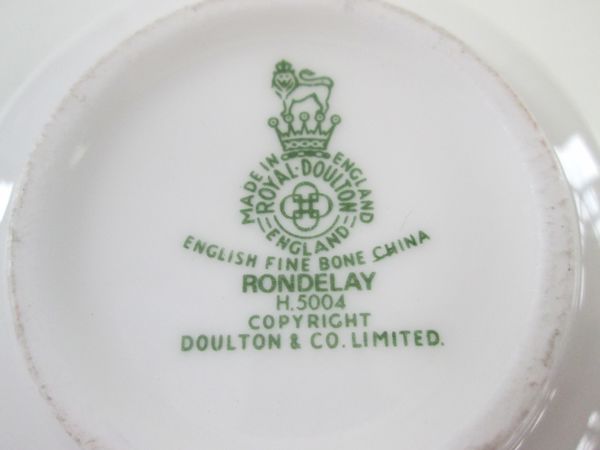 MADE IN ENGLAND
ROYAL·DOULTON
ENGLAND
ENGLISH FINE BONE CHINA
RONDELAY
H.5004
COPYRIGHT
DOULTON & CO. LIMITED.